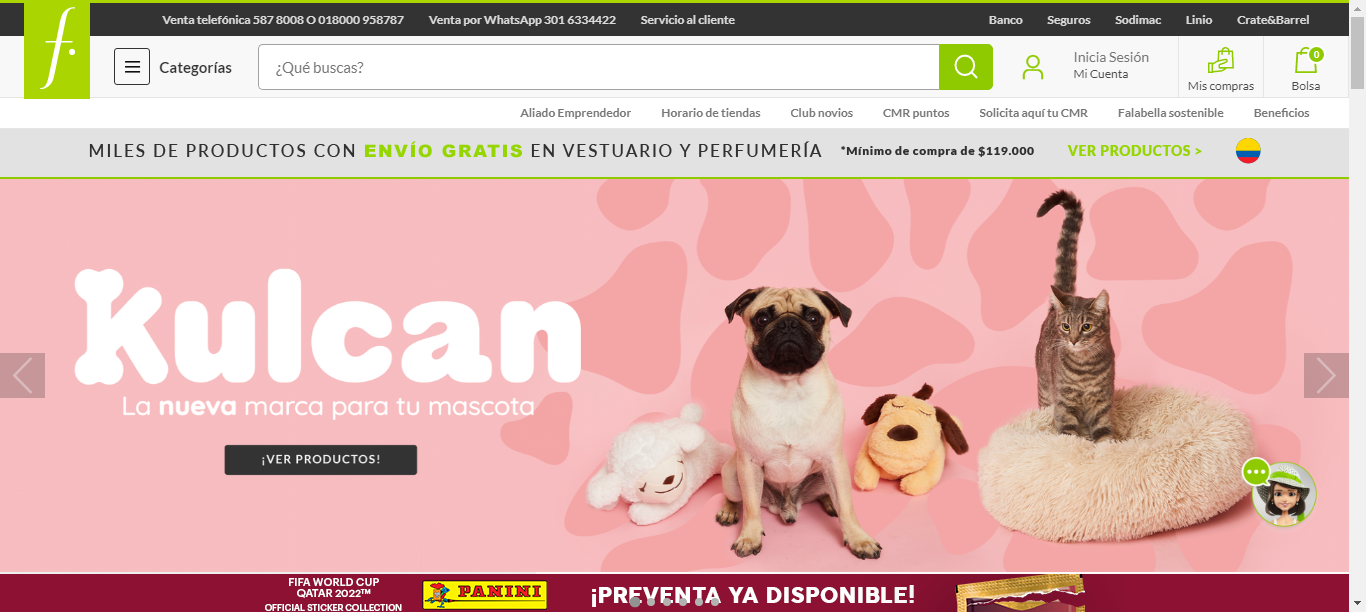 Venta telefónica 587 8008 O 018000 958787 Venta por WhatsApp 301 6334422 Servicio al cliente Banco Seguros Sodimac Linio Crate&Barrel
f.
Categorías ¿Qué buscas?
Inicia Sesión
Mi Cuenta
Mis compras
0
Bolsa
Aliado Emprendedor Horario de tiendas Club novios CMR puntos Solicita aquí tu CMR Falabella sostenible Beneficios
MILES DE PRODUCTOS CON ENVÍO GRATIS EN VESTUARIO Y PERFUMERÍA *Mínimo de compra de $119.000 VER PRODUCTOS >
Kulcan
La nueva marca para tu mascota
¡VER PRODUCTOS!
FIFA WORLD CUP
QATAR 2022™
OFFICIAL STICKER COLLECTION
PANINI
¡PREVENTA YA DISPONIBLE!